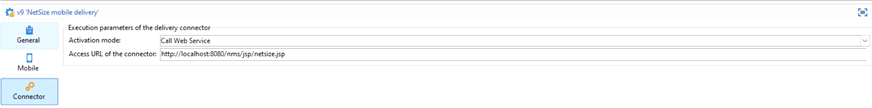 v9 'NetSize mobile delivery'
General
Mobile
Connector
Execution parameters of the delivery connector
Activation mode: Call Web Service
Access URL of the connector: http://localhost:8080/nms/jsp/netsize.jsp